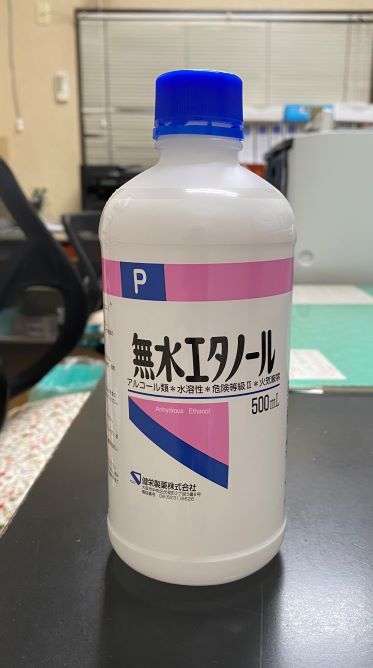 P
無水エタノール
アルコール類＊水溶性＊危険等級Ⅱ＊火気厳禁
500mL
Anhydrous Ethanol
健栄製薬株式会社